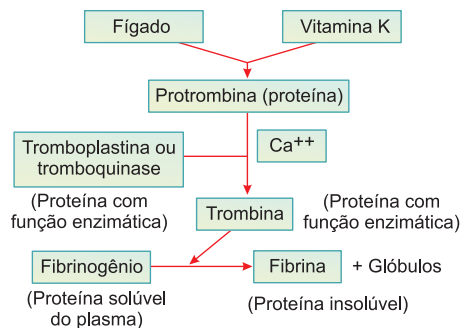 Fígado
Vitamina K
Protrombina (proteína)
Tromboplastina ou
tromboquinase
Ca++
(Proteína com
função enzimática)
Trombina
(Proteína com
função enzimática)
Fibrinogênio
Fibrina
+ Glóbulos
(Proteína solúvel
do plasma)
(Proteína insolúvel)